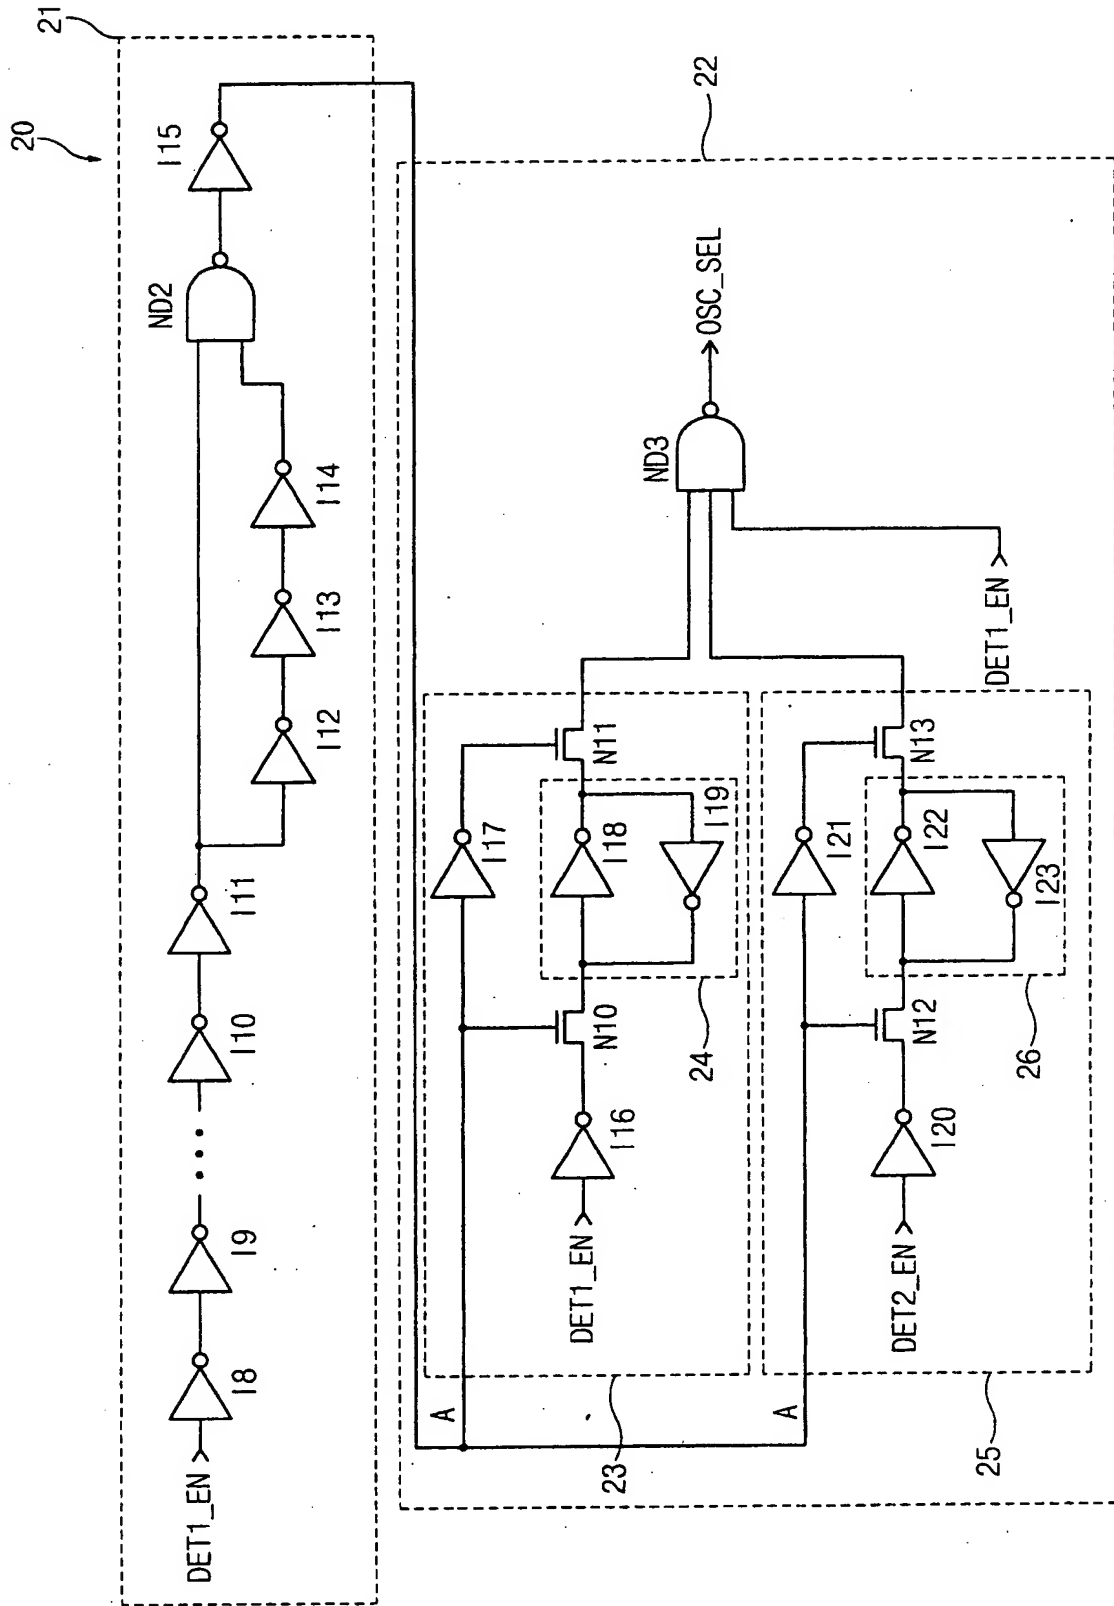 20
21
DET1_EN
I8
I9
I10
I11
I12
I13
I14
ND2
I15
22
A
23
DET1_EN
I16
N10
24
I17
I18
I19
N11
A
25
DET2_EN
I20
N12
26
I21
I22
I23
N13
DET1_EN
ND3
OSC_SEL